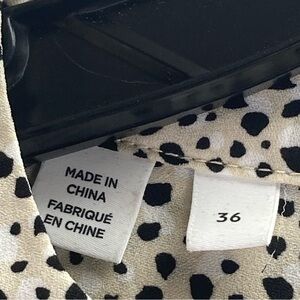 MADE IN
CHINA
FABRIQUÉ
EN CHINE
36